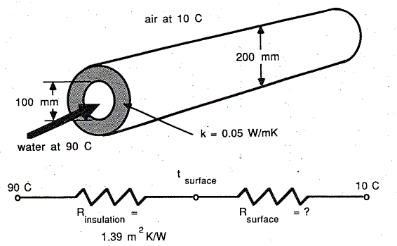 air at 10 C
200 mm
100 mm
k = 0.05 W/mK
water at 90 C
t surface
90 C
10 C
R insulation =
R surface = ?
1.39 m² K/W